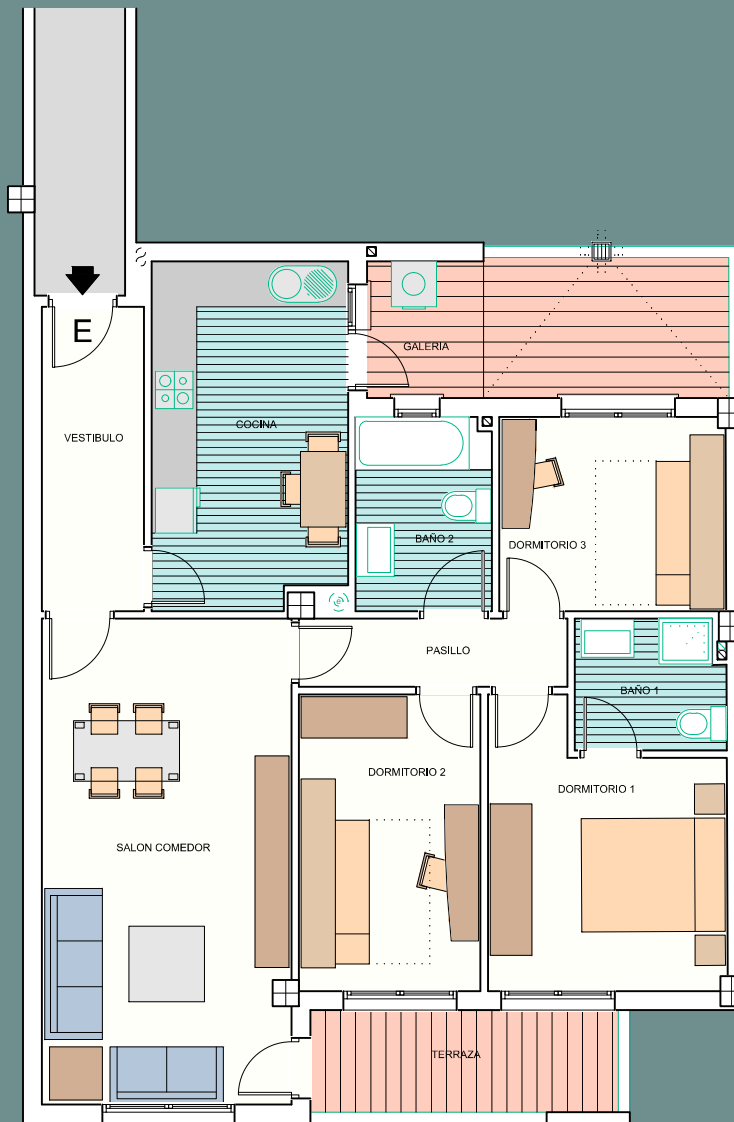 E
GALERIA
COCINA
VESTIBULO
BAÑO 2
DORMITORIO 3
PASILLO
BAÑO 1
DORMITORIO 2
DORMITORIO 1
SALON COMEDOR
TERRAZA